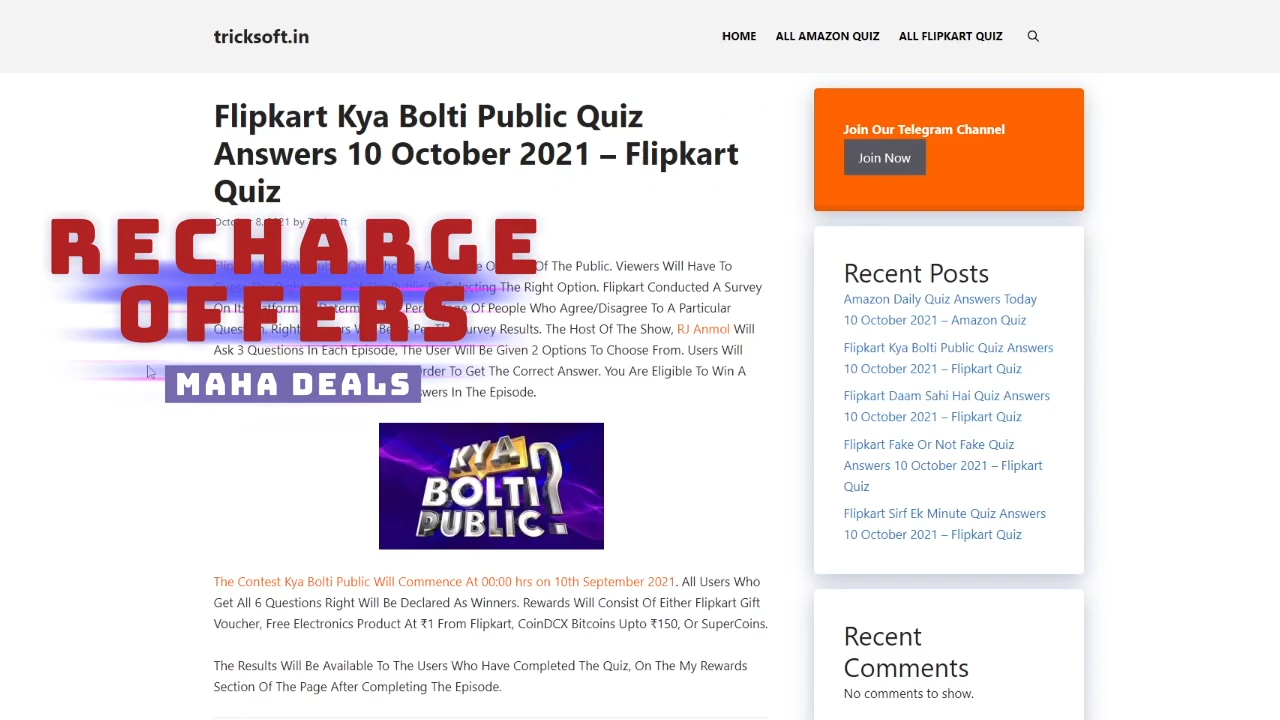 tricksoft.in
HOME
ALL AMAZON QUIZ
ALL FLIPKART QUIZ
Flipkart Kya Bolti Public Quiz
Answers 10 October 2021 – Flipkart
Quiz
RECHARGE
OFFERS
MAHA DEALS
Of The Public. Viewers Will Have To
The Right Option. Flipkart Conducted A Survey
Of People Who Agree/Disagree To A Particular
Survey Results. The Host Of The Show, RJ Anmol Will
Ask 3 Questions In Each Episode, The User Will Be Given 2 Options To Choose From. Users Will
Order To Get The Correct Answer. You Are Eligible To Win A
In The Episode.
KYA
BOLTI
PUBLIC ?
The Contest Kya Bolti Public Will Commence At 00:00 hrs on 10th September 2021. All Users Who
Get All 6 Questions Right Will Be Declared As Winners. Rewards Will Consist Of Either Flipkart Gift
Voucher, Free Electronics Product At ₹1 From Flipkart, CoinDCX Bitcoins Upto ₹150, Or SuperCoins.
The Results Will Be Available To The Users Who Have Completed The Quiz, On The My Rewards
Section Of The Page After Completing The Episode.
Join Our Telegram Channel
Join Now
Recent Posts
Amazon Daily Quiz Answers Today
10 October 2021 – Amazon Quiz
Flipkart Kya Bolti Public Quiz Answers
10 October 2021 – Flipkart Quiz
Flipkart Daam Sahi Hai Quiz Answers
10 October 2021 – Flipkart Quiz
Flipkart Fake Or Not Fake Quiz
Answers 10 October 2021 – Flipkart
Quiz
Flipkart Sirf Ek Minute Quiz Answers
10 October 2021 – Flipkart Quiz
Recent
Comments
No comments to show.